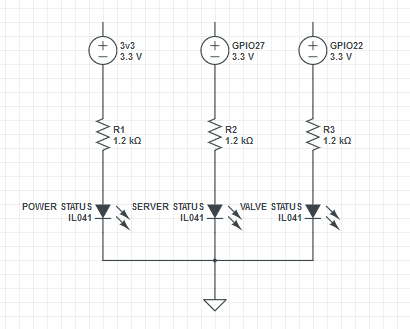 3v3
3.3 V
GPIO27
3.3 V
GPIO22
3.3 V
R1
1.2 kΩ
R2
1.2 kΩ
R3
1.2 kΩ
POWER STATUS
IL041
SERVER STATUS
IL041
VALVE STATUS
IL041